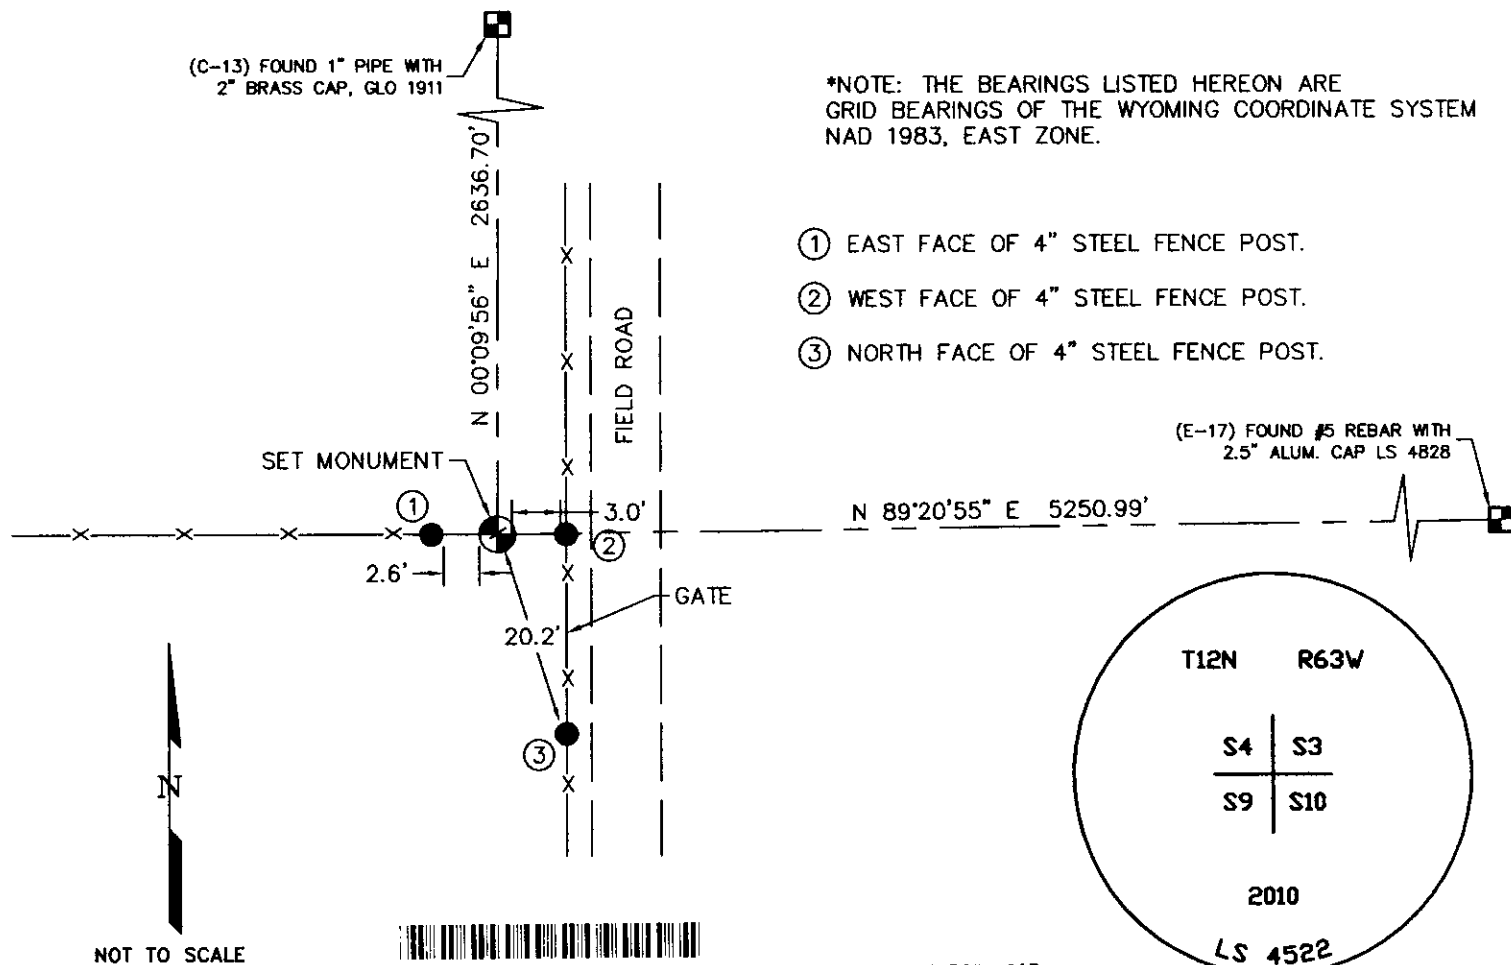 (C-13) FOUND 1" PIPE WITH
2" BRASS CAP, GLO 1911
*NOTE: THE BEARINGS LISTED HEREON ARE
GRID BEARINGS OF THE WYOMING COORDINATE SYSTEM
NAD 1983, EAST ZONE.
N 00°09'56" E 2636.70'
FIELD ROAD
① EAST FACE OF 4" STEEL FENCE POST.
② WEST FACE OF 4" STEEL FENCE POST.
③ NORTH FACE OF 4" STEEL FENCE POST.
(E-17) FOUND #5 REBAR WITH
2.5" ALUM. CAP LS 4828
SET MONUMENT
①
3.0'
N 89°20'55" E 5250.99'
②
2.6'
GATE
20.2'
③
T12N R63W
S4 S3
S9 S10
2010
LS 4522
N
NOT TO SCALE